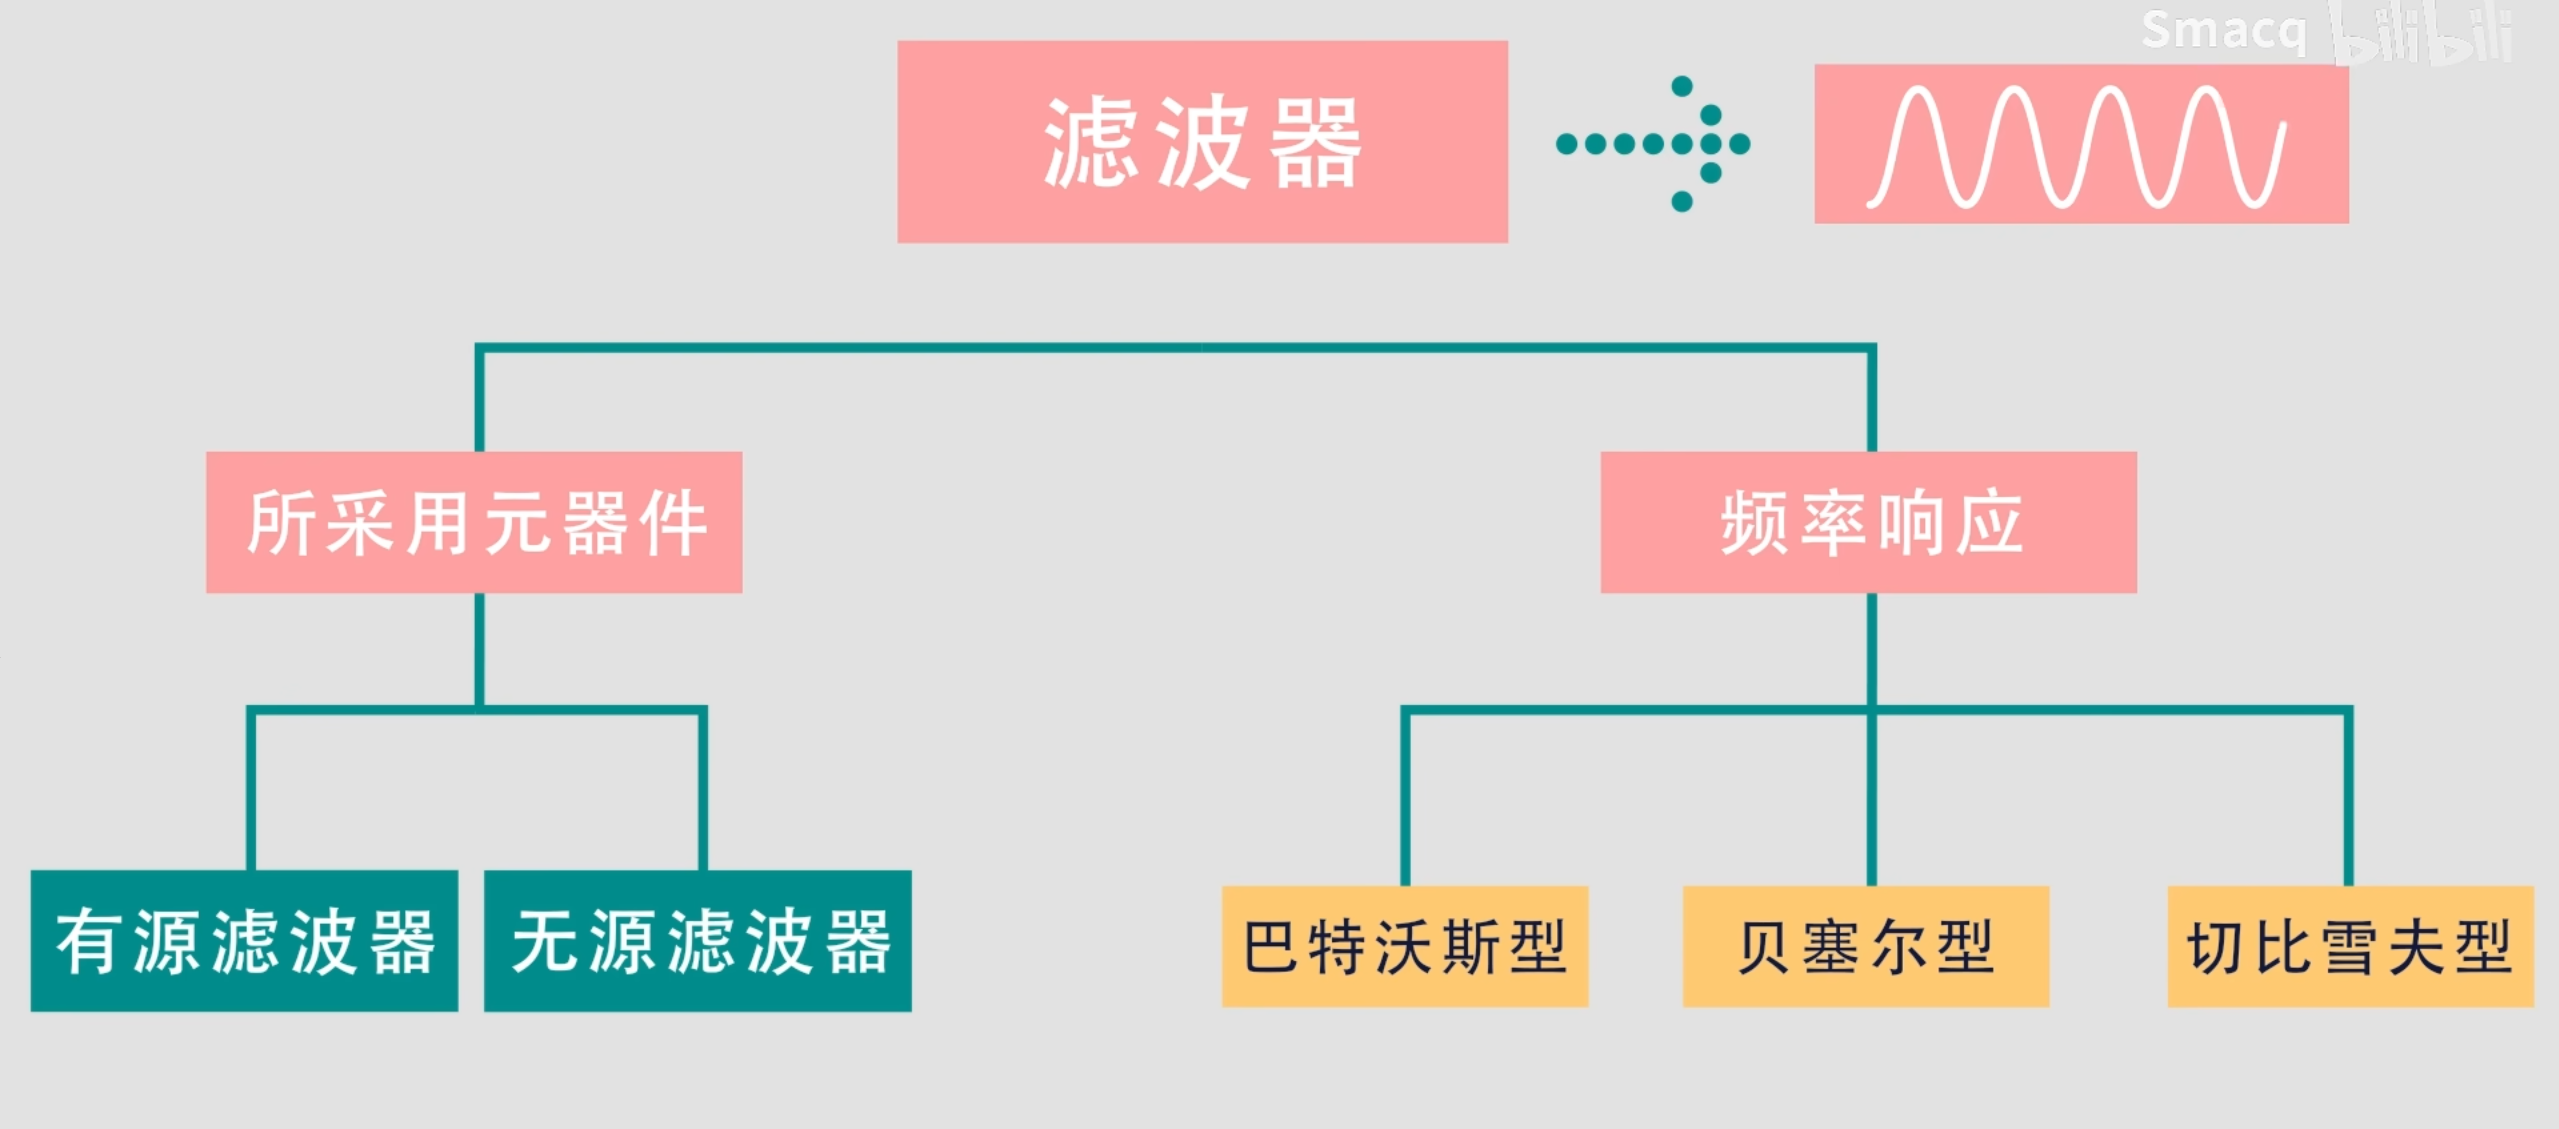 Smacq bilibili
滤波器
所采用元器件
频率响应
有源滤波器
无源滤波器
巴特沃斯型
贝塞尔型
切比雪夫型